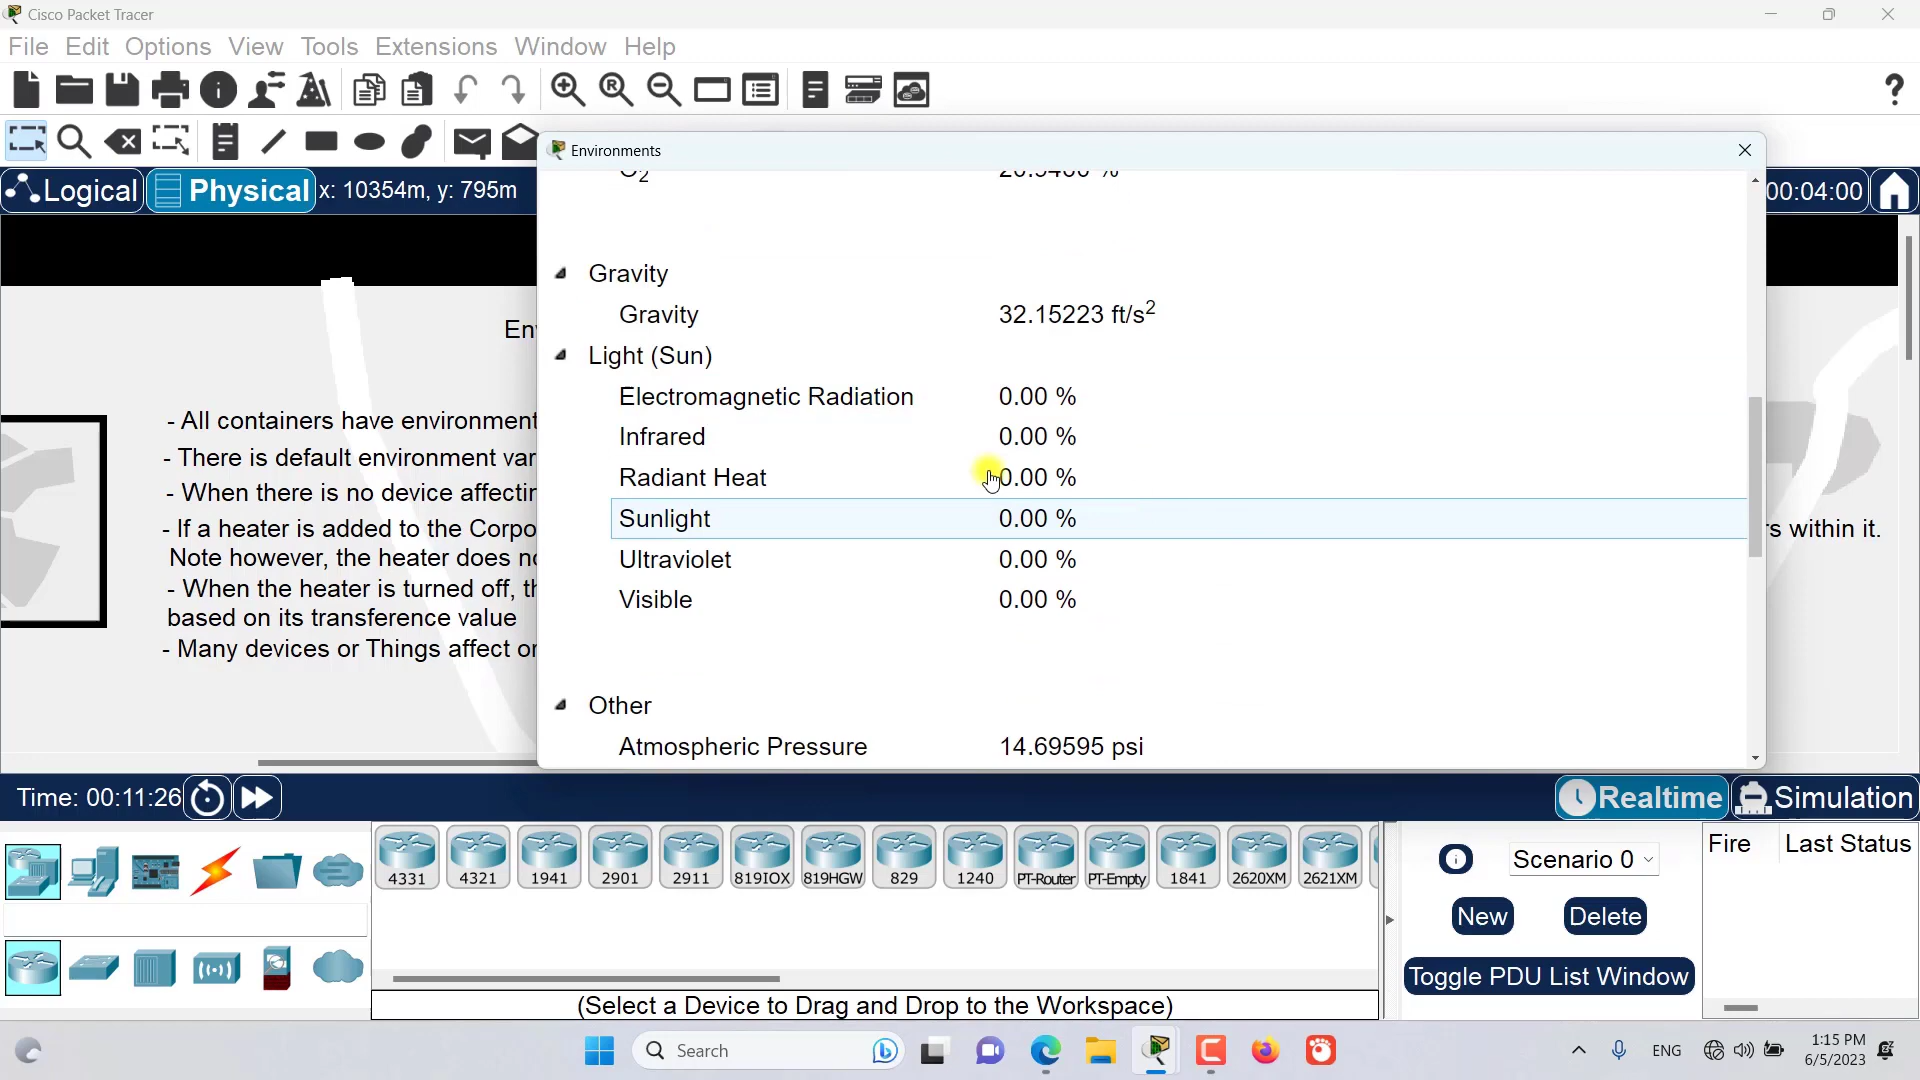 Cisco Packet Tracer
File Edit Options View Tools Extensions Window Help
Logical Physical x: 10354m, y: 795m
00:04:00
Environments
Gravity
Gravity 32.15223 ft/s²
Light (Sun)
Electromagnetic Radiation 0.00 %
Infrared 0.00 %
Radiant Heat 0.00 %
Sunlight 0.00 %
Ultraviolet 0.00 %
Visible 0.00 %
Other
Atmospheric Pressure 14.69595 psi
En
- All containers have environment
- There is default environment var
- When there is no device affectin
- If a heater is added to the Corpo
Note however, the heater does no
- When the heater is turned off, th
based on its transference value
- Many devices or Things affect or
's within it.
Time: 00:11:26
Realtime Simulation
4331 4321 1941 2901 2911 819IOX 819HGW 829 1240 PT-Router PT-Empty 1841 2620XM 2621XM
(Select a Device to Drag and Drop to the Workspace)
Scenario 0
New Delete
Toggle PDU List Window
Fire Last Status
Search
ENG
1:15 PM
6/5/2023